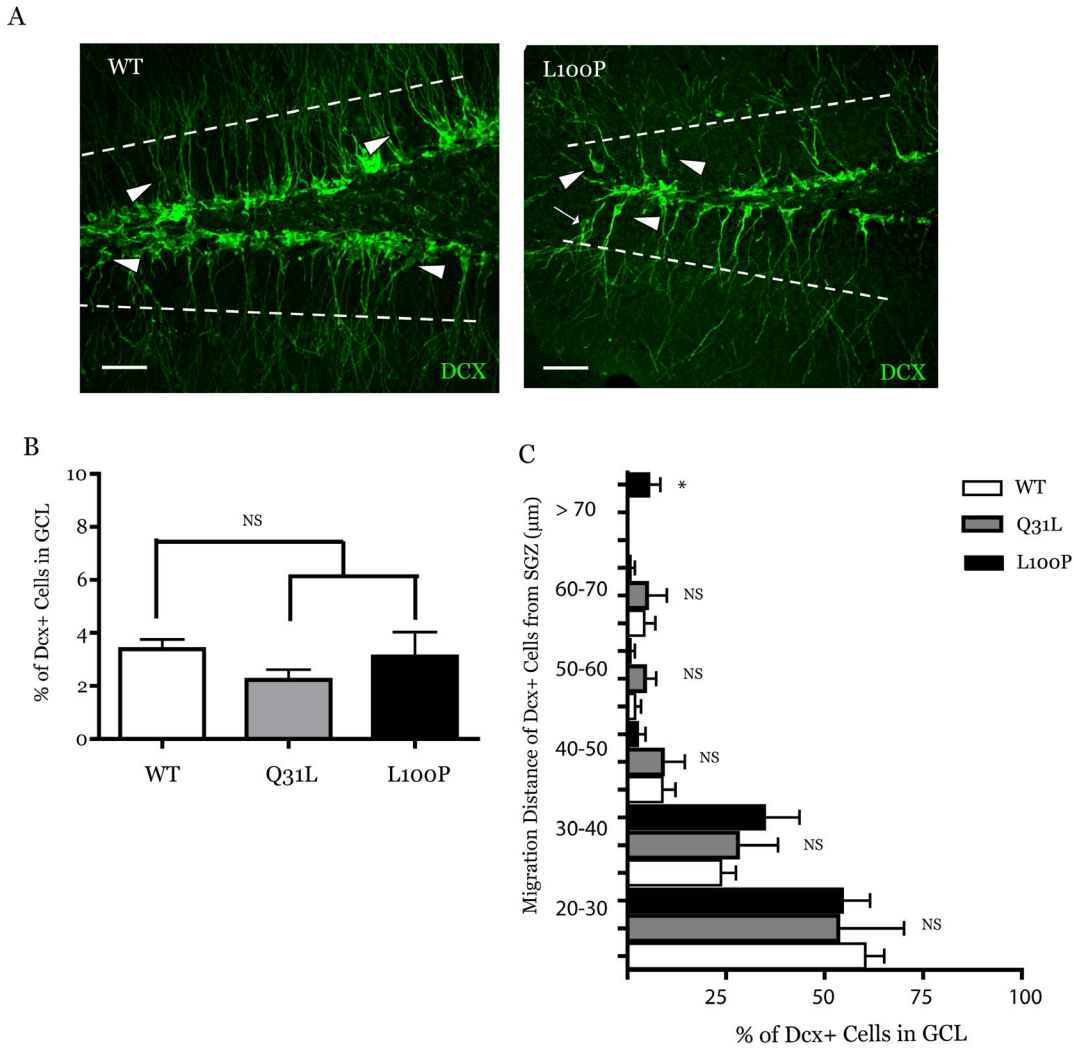 A
WT
DCX
L100P
DCX
B
% of Dcx+ Cells in GCL
10
8
6
4
2
0
NS
WT
Q31L
L100P
C
Migration Distance of Dcx+ Cells from SGZ (µm)
> 70
60-70
50-60
40-50
30-40
20-30
*
NS
NS
NS
NS
NS
25
50
75
100
% of Dcx+ Cells in GCL
WT
Q31L
L100P